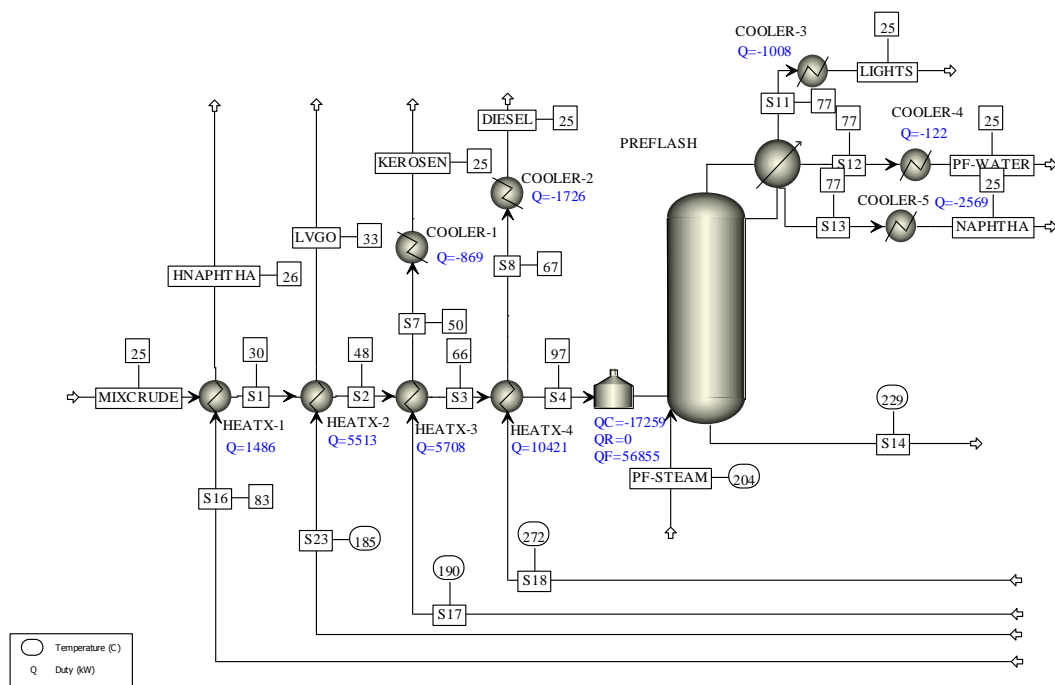 COOLER-3
Q=-1008
25
LIGHTS
S11
77
77
COOLER-4
Q=-122
25
PREFLASH
S12
PF-WATER
77
25
COOLER-5
Q=-2569
S13
NAPHTHA
DIESEL
25
KEROSEN
25
COOLER-2
Q=-1726
LVGO
33
COOLER-1
Q=-869
S8
67
HNAPHTHA
26
S7
50
25
30
48
66
97
MIXCRUDE
S1
S2
S3
S4
HEATX-1
Q=1486
HEATX-2
Q=5513
HEATX-3
Q=5708
HEATX-4
Q=10421
QC=-17259
QR=0
QF=56855
229
S14
PF-STEAM
204
S16
83
S23
185
272
S18
190
S17
Temperature (C)
Q Duty (kW)